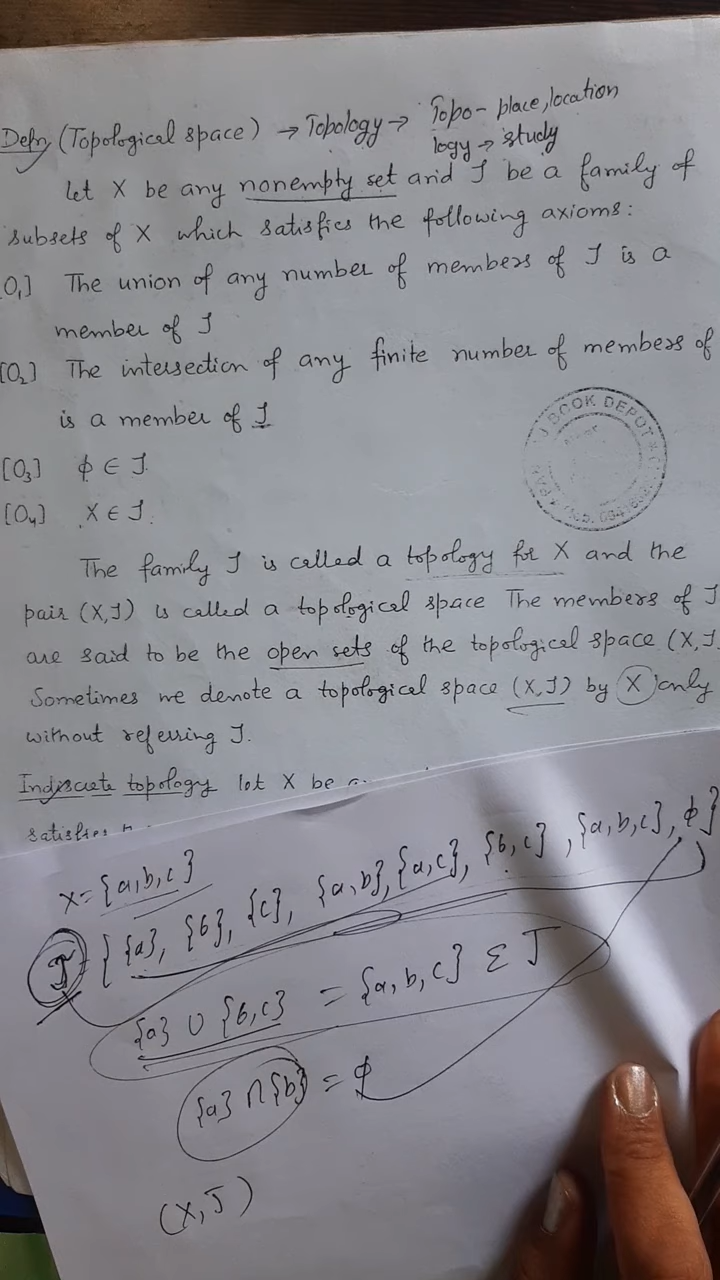 Defn (Topological space) → Topology → Topo - place, location
logy → study
let X be any nonempty set and J be a family of
subsets of X which satisfies the following axioms:
O₁] The union of any number of members of J is a
member of J
[O₂] The intersection of any finite number of members of
is a member of J
[O₃] ϕ ∈ J
[O₄] X ∈ J.
BOOK DEPOT
The family J is called a topology for X and the
pair (X,J) is called a topological space The members of J
are said to be the open sets of the topological space (X,J
Sometimes we denote a topological space (X,J) by X only
without referring J.
Indiscrete topology let X be
satisfies
X = {a,b,c}
J = { {a}, {b}, {c}, {a,b}, {a,c}, {b,c}, {a,b,c}, ϕ}
{a} ∪ {b,c} = {a,b,c} Σ J
{a} ∩ {b} = ϕ
(X,J)